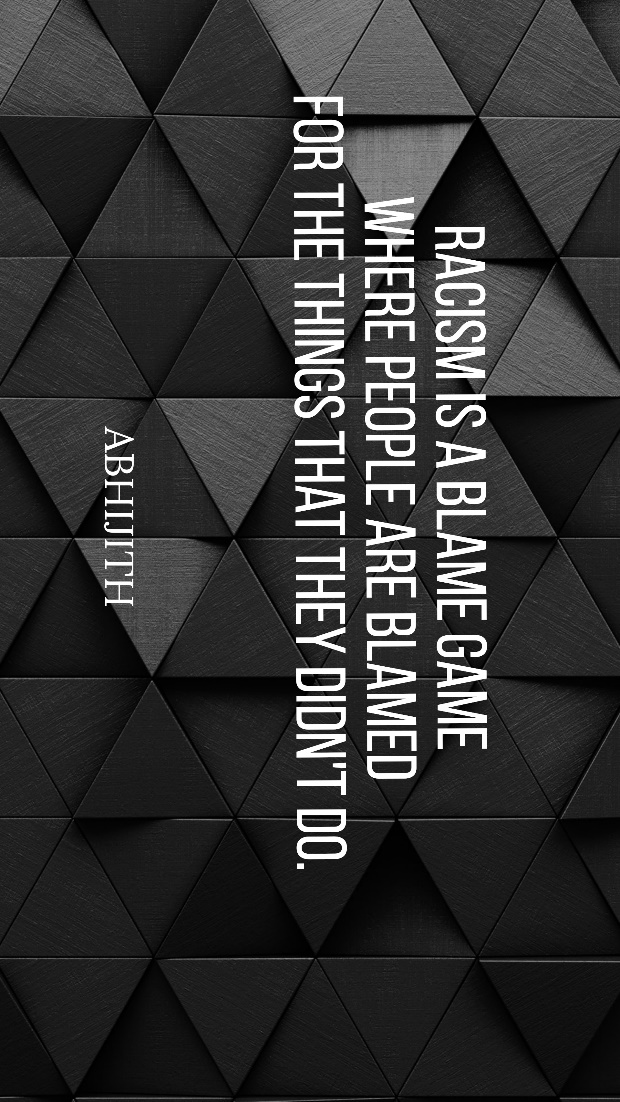 RACISM IS A BLAME GAME
WHERE PEOPLE ARE BLAMED
FOR THE THINGS THAT THEY DIDN'T DO.
ABHIJITH